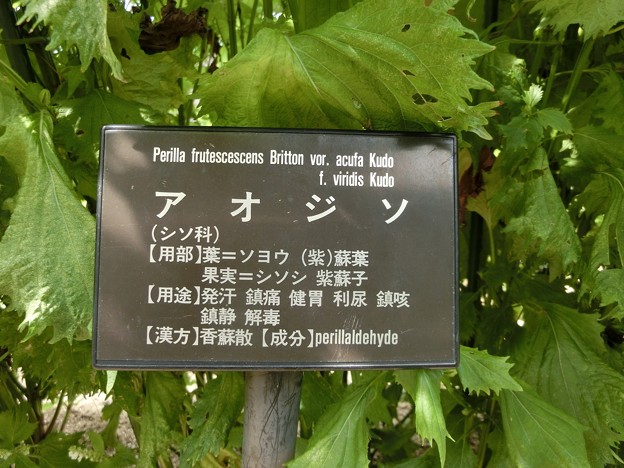 Perilla frutescescens Britton vor. acufa Kudo
f. viridis Kudo
アオジソ
(シソ科)
【用部】葉=ソヨウ (紫)蘇葉
果実=シソシ 紫蘇子
【用途】発汗 鎮痛 健胃 利尿 鎮咳
鎮静 解毒
【漢方】香蘇散【成分】perillaldehyde